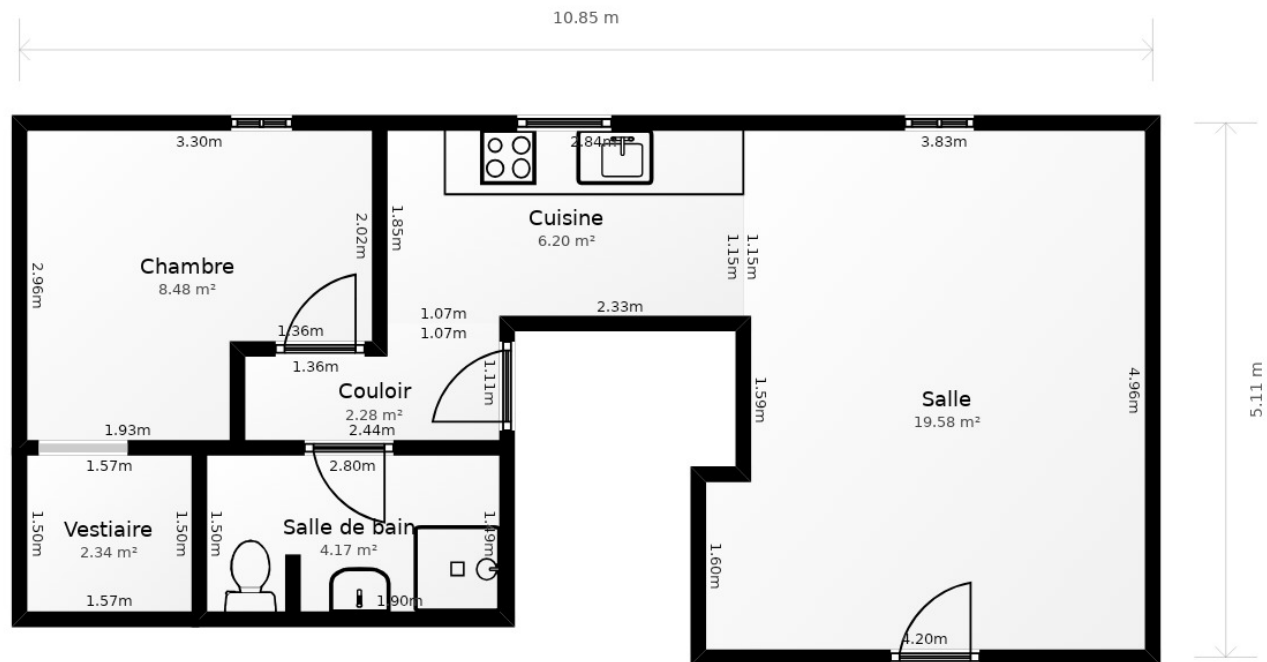 10.85 m
3.30m
2.84m
3.83m
2.02m
1.85m
Cuisine
6.20 m²
1.15m
1.15m
Chambre
8.48 m²
2.96m
1.07m
2.33m
1.36m
1.07m
1.36m
1.11m
Couloir
2.28 m²
2.44m
1.59m
Salle
19.58 m²
4.96m
5.11 m
1.93m
1.57m
2.80m
1.50m
Vestiaire
2.34 m²
1.50m
1.50m
Salle de bain
4.17 m²
1.49m
1.60m
1.57m
1.90m
4.20m